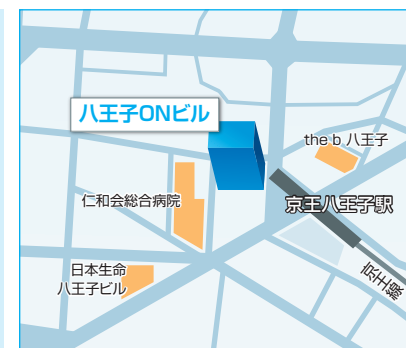 八王子ONビル
the b 八王子
仁和会総合病院
京王八王子駅
日本生命
八王子ビル
京王線